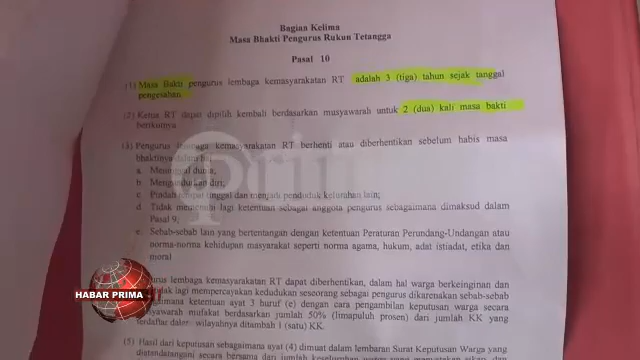 Bagian Kelima
Masa Bhakti Pengurus Rukun Tetangga
Pasal 10
(1) Masa Bakti pengurus lembaga kemasyarakatan RT adalah 3 (tiga) tahun sejak tanggal
pengesahan
(2) Ketua RT dapat dipilih kembali berdasarkan musyawarah untuk 2 (dua) kali masa bakti
berikutnya
(3) Pengurus lembaga kemasyarakatan RT berhenti atau diberhentikan sebelum habis masa
bhaktinya dalam hal
a. Meninggal dunia;
b. Mengundurkan diri;
c. Pindah tempat tinggal dan menjadi penduduk kelurahan lain;
d. Tidak memenuhi lagi ketentuan sebagai anggota pengurus sebagaimana dimaksud dalam
Pasal 9;
e. Sebab-sebab lain yang bertentangan dengan ketentuan Peraturan Perundang-Undangan atau
norma-norma kehidupan masyarakat seperti norma agama, hukum, adat istiadat, etika dan
moral
lembaga kemasyarakatan RT dapat diberhentikan, dalam hal warga berkeinginan dan
lagi mempercayakan kedudukan seseorang sebagai pengurus dikarenakan sebab-sebab
ketentuan ayat 3 huruf (e) dengan cara pengambilan keputusan warga secara
musyawarah mufakat berdasarkan jumlah 50% (limapuluh prosen) dari jumlah KK yang
terdaftar dalam wilayahnya ditambah 1 (satu) KK.
(5) Hasil dari keputusan sebagaimana ayat (4) dimuat dalam lembaran Surat Keputusan Warga yang
HABAR PRIMA